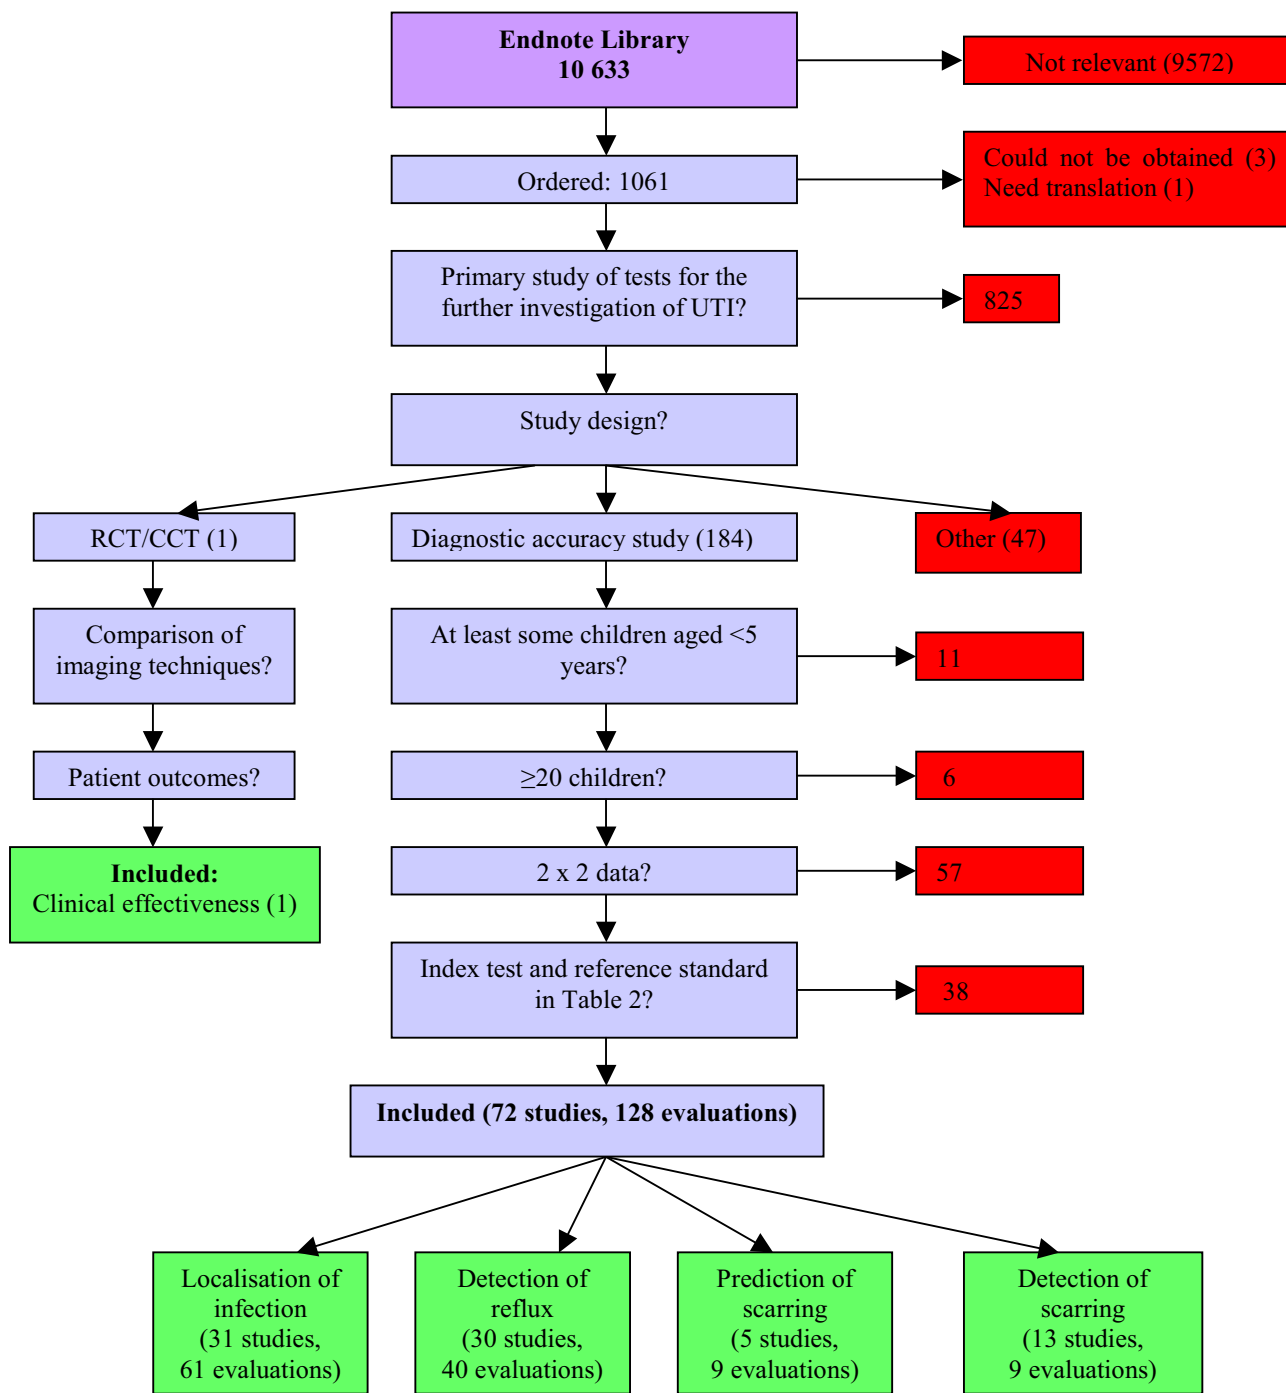 Endnote Library
10 633
Not relevant (9572)
Ordered: 1061
Could not be obtained (3)
Need translation (1)
Primary study of tests for the
further investigation of UTI?
825
Study design?
RCT/CCT (1)
Diagnostic accuracy study (184)
Other (47)
Comparison of
imaging techniques?
At least some children aged <5
years?
11
Patient outcomes?
≥20 children?
6
Included:
Clinical effectiveness (1)
2 x 2 data?
57
Index test and reference standard
in Table 2?
38
Included (72 studies, 128 evaluations)
Localisation of
infection
(31 studies,
61 evaluations)
Detection of
reflux
(30 studies,
40 evaluations)
Prediction of
scarring
(5 studies,
9 evaluations)
Detection of
scarring
(13 studies,
9 evaluations)